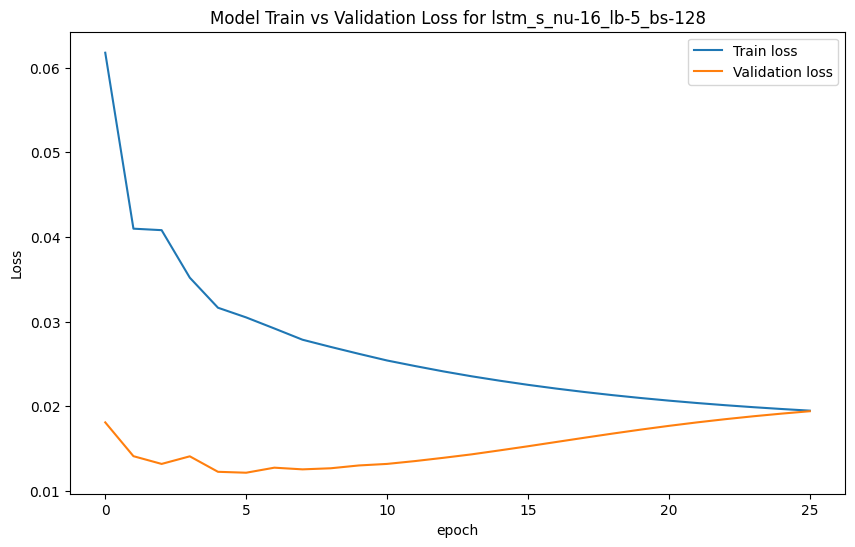 Model Train vs Validation Loss for lstm_s_nu-16_lb-5_bs-128
Train loss
Validation loss
0.06
0.05
0.04
0.03
0.02
0.01
Loss
0 5 10 15 20 25
epoch